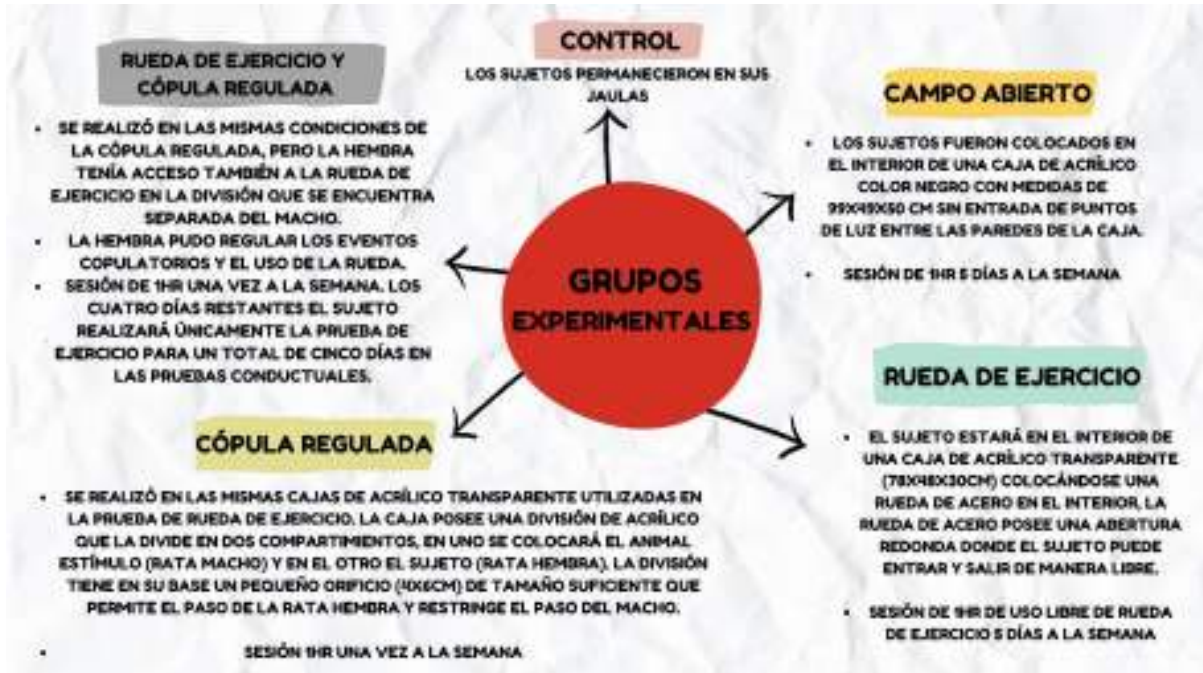 CONTROL
LOS SUJETOS PERMANECIERON EN SUS
JAULAS
RUEDA DE EJERCICIO Y
CÓPULA REGULADA
• SE REALIZÓ EN LAS MISMAS CONDICIONES DE
LA CÓPULA REGULADA, PERO LA HEMBRA
TENÍA ACCESO TAMBIÉN A LA RUEDA DE
EJERCICIO EN LA DIVISIÓN QUE SE ENCUENTRA
SEPARADA DEL MACHO.
• LA HEMBRA PUDO REGULAR LOS EVENTOS
COPULATORIOS Y EL USO DE LA RUEDA.
• SESIÓN DE 1HR UNA VEZ A LA SEMANA. LOS
CUATRO DÍAS RESTANTES EL SUJETO
REALIZARÁ ÚNICAMENTE LA PRUEBA DE
EJERCICIO PARA UN TOTAL DE CINCO DÍAS EN
LAS PRUEBAS CONDUCTUALES.
CAMPO ABIERTO
• LOS SUJETOS FUERON COLOCADOS EN
EL INTERIOR DE UNA CAJA DE ACRÍLICO
COLOR NEGRO CON MEDIDAS DE
CM SIN ENTRADA DE PUNTOS
DE LUZ ENTRE LAS PAREDES DE LA CAJA.
• SESIÓN DE 1HR 5 DÍAS A LA SEMANA
GRUPOS
EXPERIMENTALES
RUEDA DE EJERCICIO
• EL SUJETO ESTARÁ EN EL INTERIOR DE
UNA CAJA DE ACRÍLICO TRANSPARENTE
COLOCÁNDOSE UNA
RUEDA DE ACERO EN EL INTERIOR, LA
RUEDA DE ACERO POSEE UNA ABERTURA
REDONDA DONDE EL SUJETO PUEDE
ENTRAR Y SALIR DE MANERA LIBRE.
• SESIÓN DE 1HR DE USO LIBRE DE RUEDA
DE EJERCICIO 5 DÍAS A LA SEMANA
CÓPULA REGULADA
• SE REALIZÓ EN LAS MISMAS CAJAS DE ACRÍLICO TRANSPARENTE UTILIZADAS EN
LA PRUEBA DE RUEDA DE EJERCICIO. LA CAJA POSEE UNA DIVISIÓN DE ACRÍLICO
QUE LA DIVIDE EN DOS COMPARTIMIENTOS, EN UNO SE COLOCARÁ EL ANIMAL
ESTÍMULO (RATA MACHO) Y EN EL OTRO EL SUJETO (RATA HEMBRA). LA DIVISIÓN
TIENE EN SU BASE UN PEQUEÑO ORIFICIO (4X6CM) DE TAMAÑO SUFICIENTE QUE
PERMITE EL PASO DE LA RATA HEMBRA Y RESTRINGE EL PASO DEL MACHO.
• SESIÓN 1HR UNA VEZ A LA SEMANA